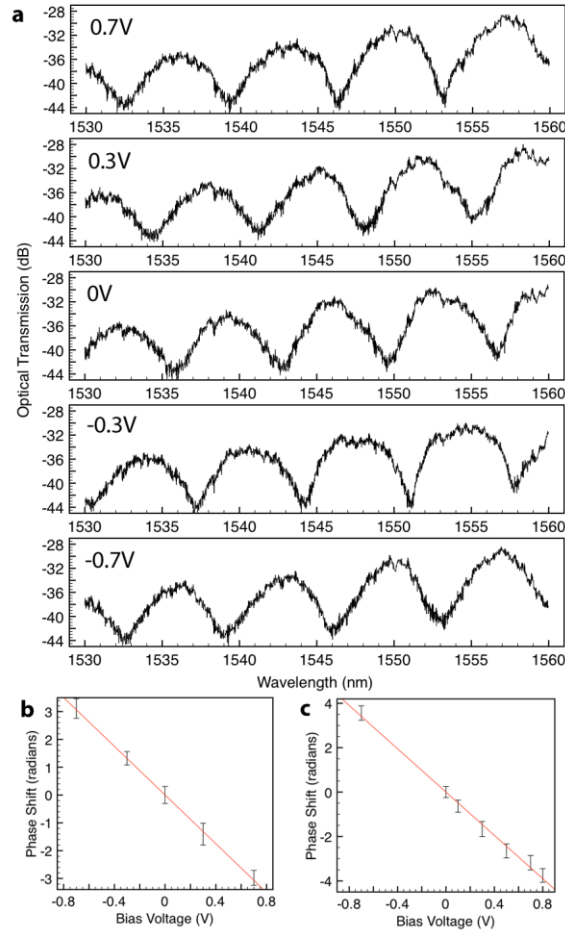 a
0.7V
-28
-32
-36
-40
-44
1530 1535 1540 1545 1550 1555 1560
0.3V
-28
-32
-36
-40
-44
1530 1535 1540 1545 1550 1555 1560
Optical Transmission (dB)
0V
-28
-32
-36
-40
-44
1530 1535 1540 1545 1550 1555 1560
-0.3V
-28
-32
-36
-40
-44
1530 1535 1540 1545 1550 1555 1560
-0.7V
-28
-32
-36
-40
-44
1530 1535 1540 1545 1550 1555 1560
Wavelength (nm)
b
Phase Shift (radians)
3
2
1
0
-1
-2
-3
-0.8 -0.4 0 0.4 0.8
Bias Voltage (V)
c
Phase Shift (radians)
4
2
0
-2
-4
-0.8 -0.4 0 0.4 0.8
Bias Voltage (V)